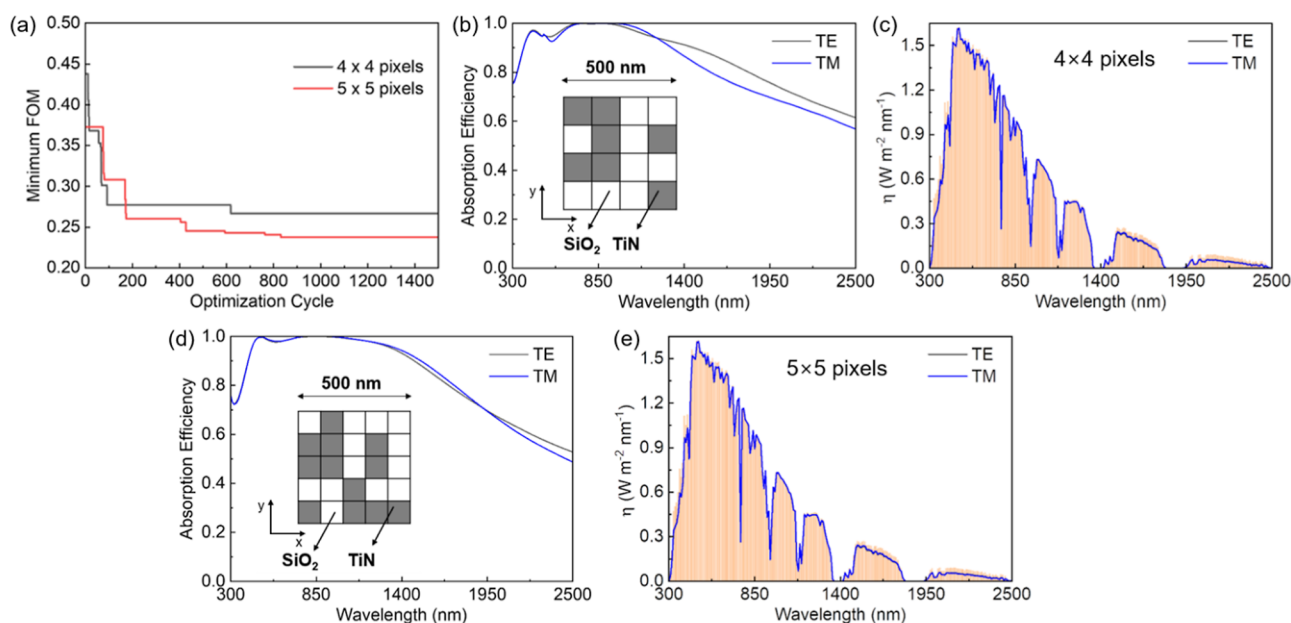 (a)
0.50
0.45
0.40
0.35
0.30
0.25
0.20
Minimum FOM
4 x 4 pixels
5 x 5 pixels
0 200 400 600 800 1000 1200 1400
Optimization Cycle
(b)
1.0
0.8
0.6
0.4
0.2
0.0
Absorption Efficiency
TE
TM
500 nm
y
x
SiO₂ TiN
300 850 1400 1950 2500
Wavelength (nm)
(c)
1.5
1.2
0.9
0.6
0.3
0.0
η (W m⁻² nm⁻¹)
4×4 pixels
TE
TM
300 850 1400 1950 2500
Wavelength (nm)
(d)
1.0
0.8
0.6
0.4
0.2
0.0
Absorption Efficiency
TE
TM
500 nm
y
x
SiO₂ TiN
300 850 1400 1950 2500
Wavelength (nm)
(e)
1.5
1.2
0.9
0.6
0.3
0.0
η (W m⁻² nm⁻¹)
5×5 pixels
TE
TM
300 850 1400 1950 2500
Wavelength (nm)